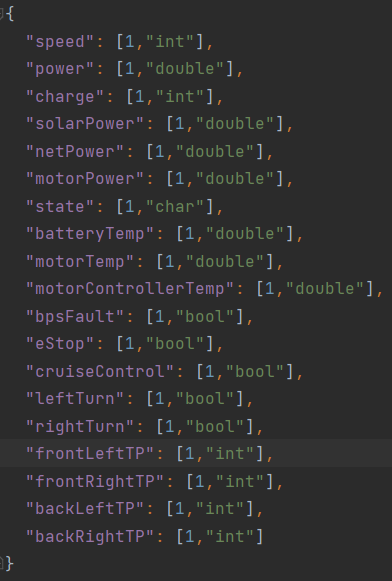 {
"speed": [1,"int"],
"power": [1,"double"],
"charge": [1,"int"],
"solarPower": [1,"double"],
"netPower": [1,"double"],
"motorPower": [1,"double"],
"state": [1,"char"],
"batteryTemp": [1,"double"],
"motorTemp": [1,"double"],
"motorControllerTemp": [1,"double"],
"bpsFault": [1,"bool"],
"eStop": [1,"bool"],
"cruiseControl": [1,"bool"],
"leftTurn": [1,"bool"],
"rightTurn": [1,"bool"],
"frontLeftTP": [1,"int"],
"frontRightTP": [1,"int"],
"backLeftTP": [1,"int"],
"backRightTP": [1,"int"]
}